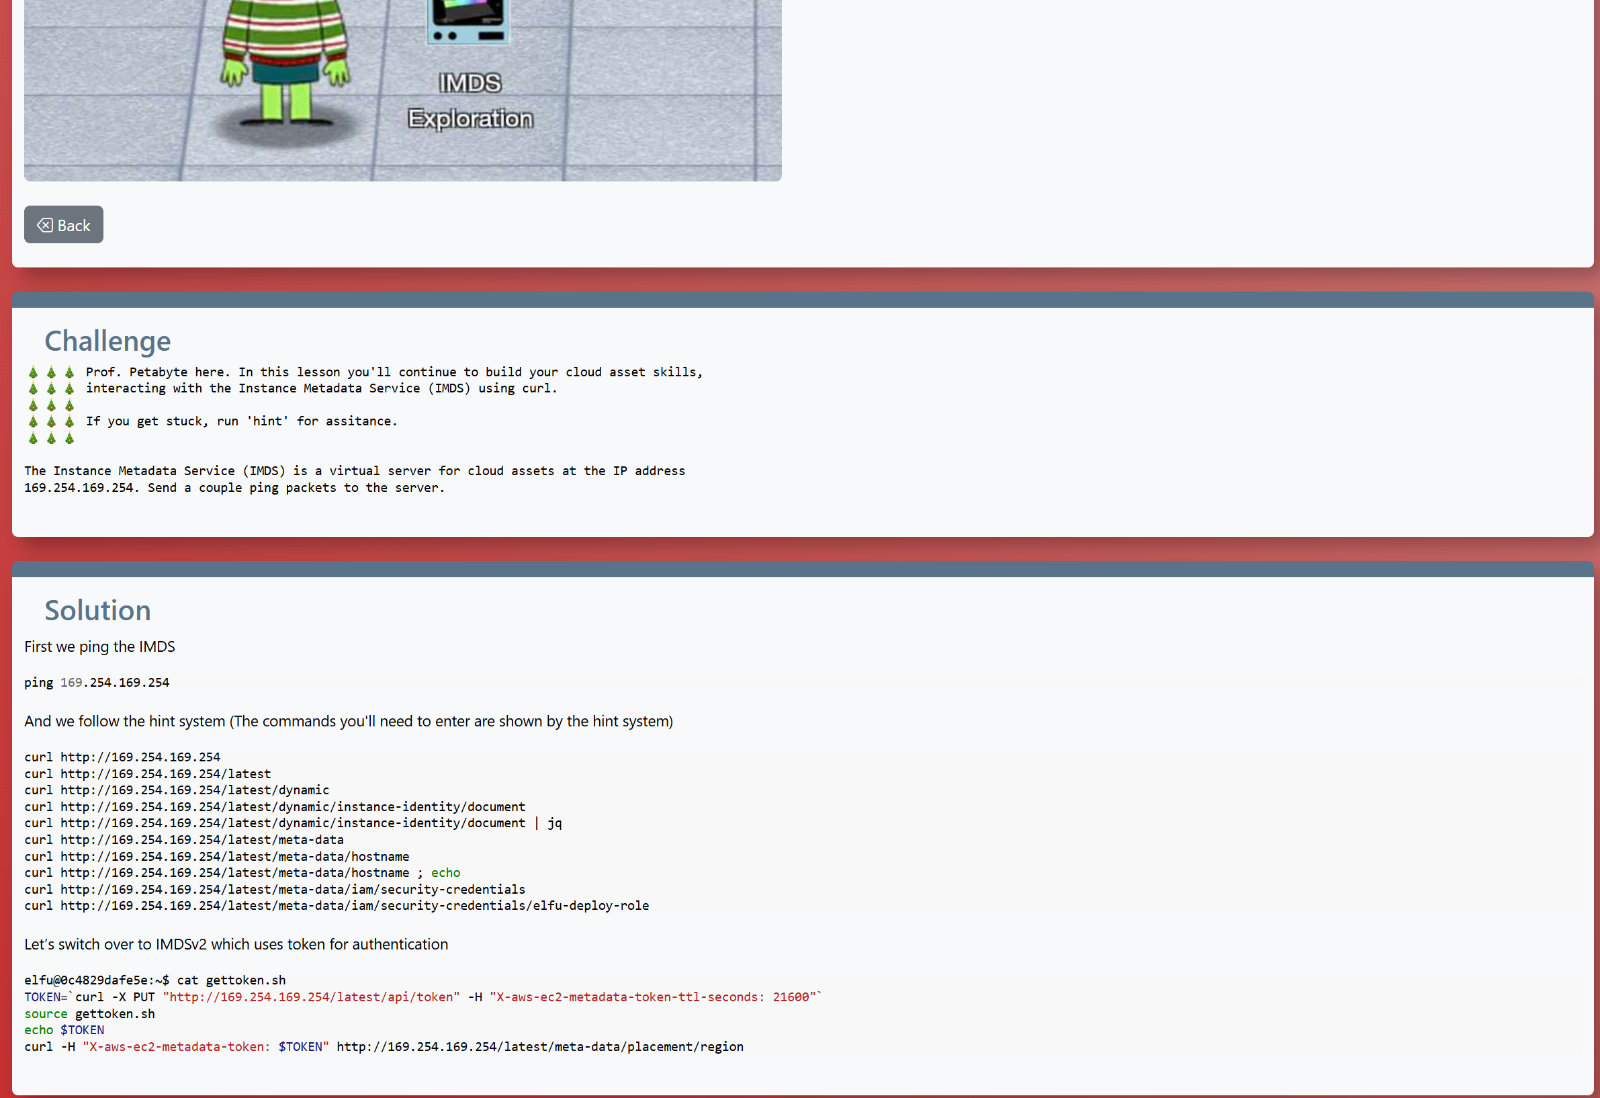 IMDS
Exploration
Back
Challenge
Prof. Petabyte here. In this lesson you'll continue to build your cloud asset skills,
interacting with the Instance Metadata Service (IMDS) using curl.
If you get stuck, run 'hint' for assitance.
The Instance Metadata Service (IMDS) is a virtual server for cloud assets at the IP address
169.254.169.254. Send a couple ping packets to the server.
Solution
First we ping the IMDS
ping 169.254.169.254
And we follow the hint system (The commands you'll need to enter are shown by the hint system)
curl http://169.254.169.254
curl http://169.254.169.254/latest
curl http://169.254.169.254/latest/dynamic
curl http://169.254.169.254/latest/dynamic/instance-identity/document
curl http://169.254.169.254/latest/dynamic/instance-identity/document | jq
curl http://169.254.169.254/latest/meta-data
curl http://169.254.169.254/latest/meta-data/hostname
curl http://169.254.169.254/latest/meta-data/hostname ; echo
curl http://169.254.169.254/latest/meta-data/iam/security-credentials
curl http://169.254.169.254/latest/meta-data/iam/security-credentials/elfu-deploy-role
Let's switch over to IMDSv2 which uses token for authentication
elfu@0c4829dafe5e:~$ cat gettoken.sh
TOKEN=`curl -X PUT "http://169.254.169.254/latest/api/token" -H "X-aws-ec2-metadata-token-ttl-seconds: 21600"`
source gettoken.sh
echo $TOKEN
curl -H "X-aws-ec2-metadata-token: $TOKEN" http://169.254.169.254/latest/meta-data/placement/region